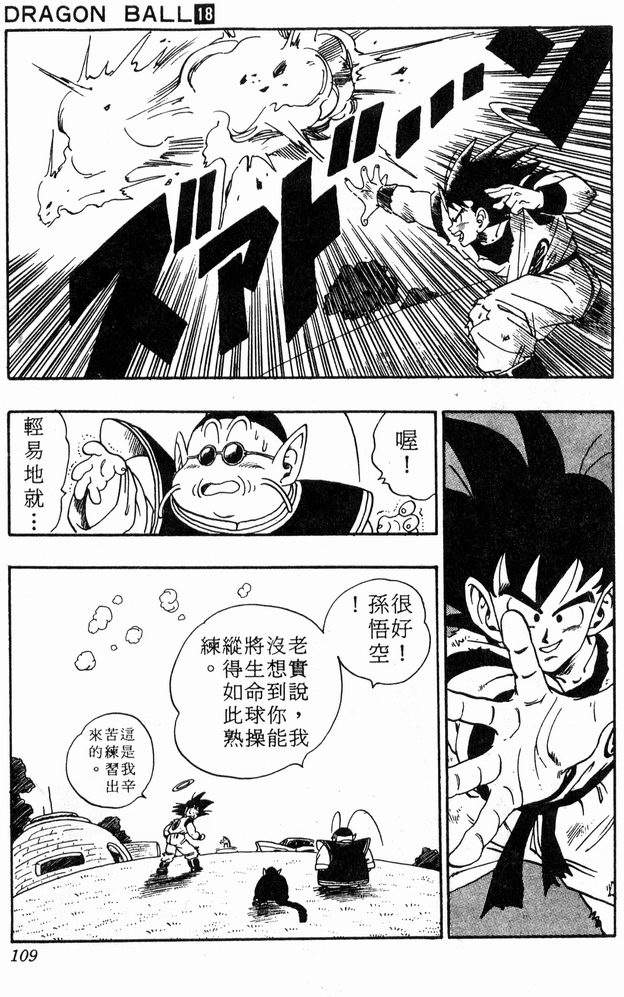 DRAGON BALL 18
ズアドドドーン
喔！
輕易地就…
很好！
孫悟空
！
老實說，我
沒想到你能
將生命球操
縱得如此熟
練。
這是我辛
苦練習出
來的。
109